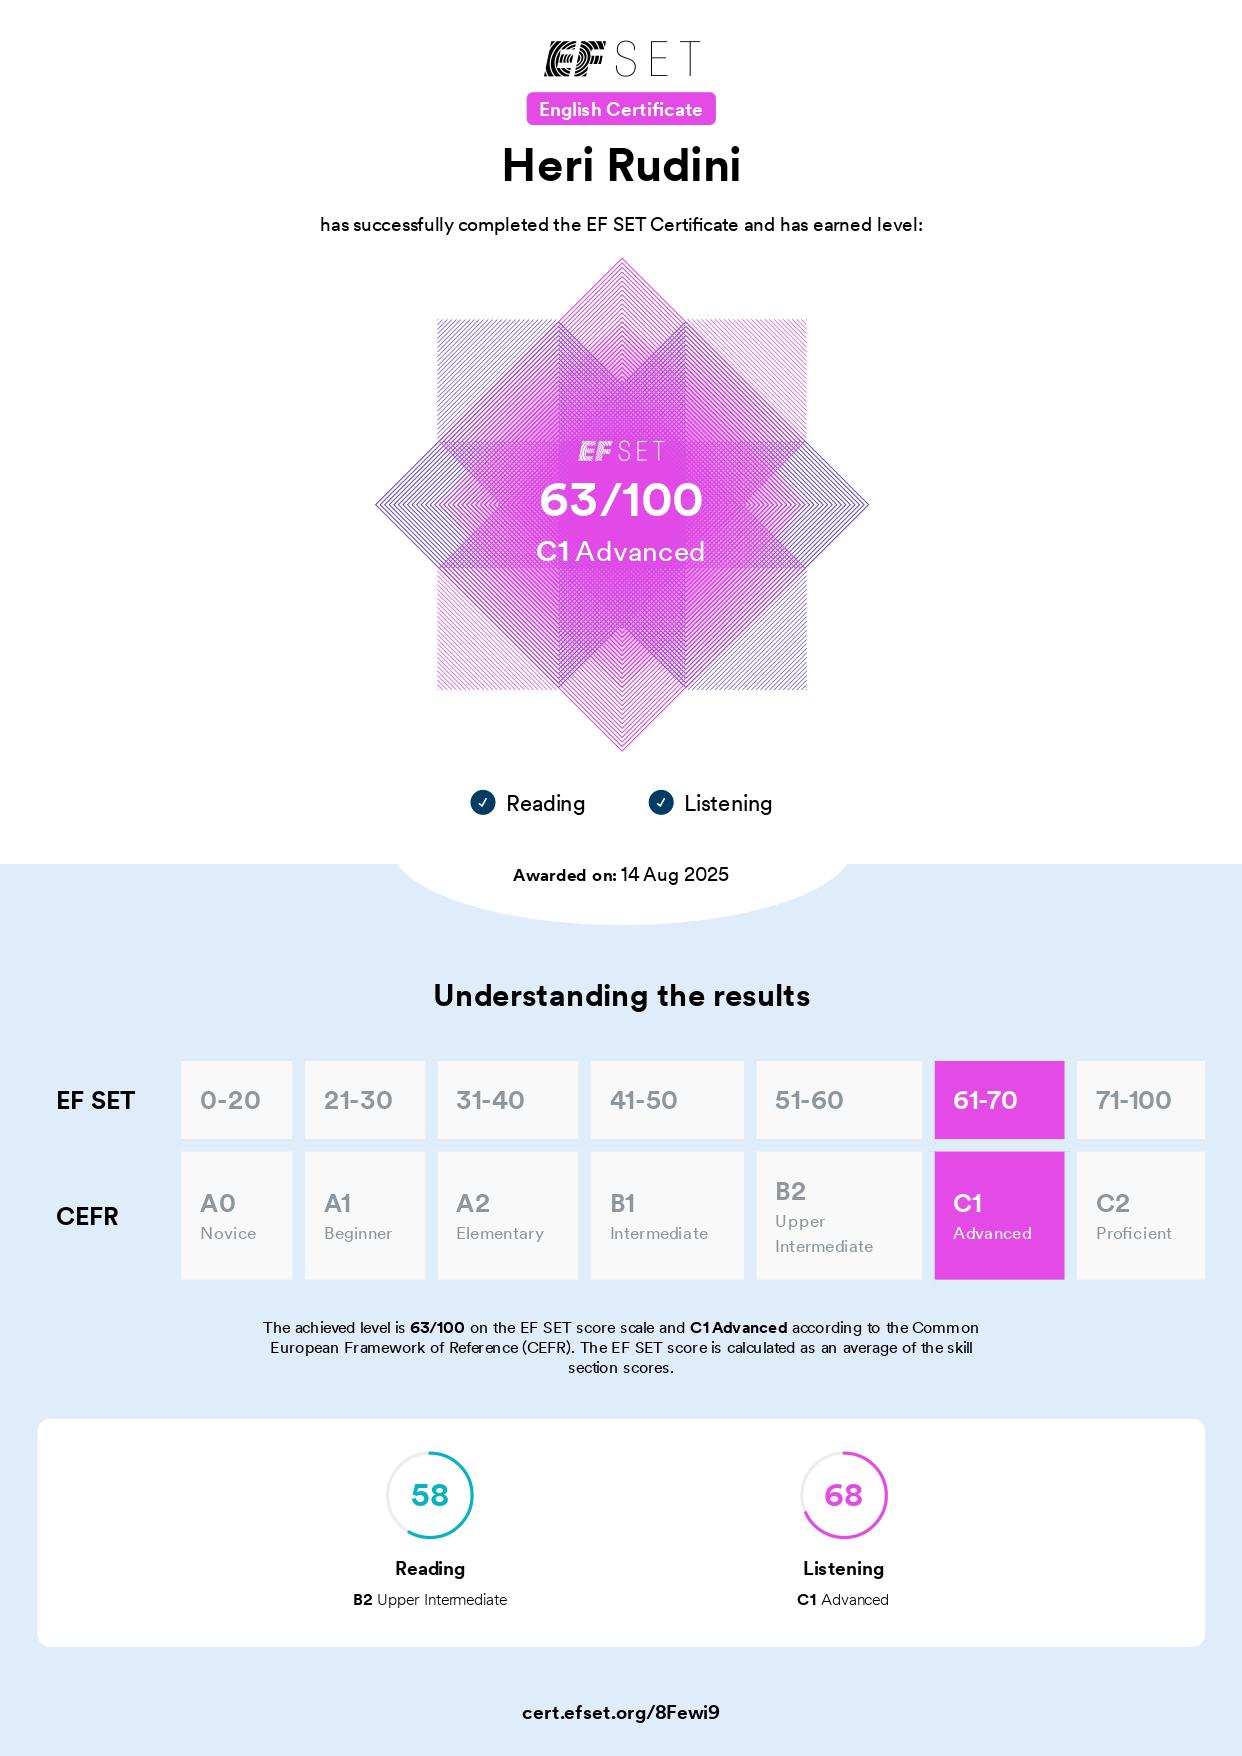 EF SET
English Certificate
Heri Rudini
has successfully completed the EF SET Certificate and has earned level:
EF SET
63/100
C1 Advanced
Reading
Listening
Awarded on: 14 Aug 2025
Understanding the results
EF SET 0-20 21-30 31-40 41-50 51-60 61-70 71-100
CEFR
A0
Novice
A1
Beginner
A2
Elementary
B1
Intermediate
B2
Upper
Intermediate
C1
Advanced
C2
Proficient
The achieved level is 63/100 on the EF SET score scale and C1 Advanced according to the Common
European Framework of Reference (CEFR). The EF SET score is calculated as an average of the skill
section scores.
58
Reading
B2 Upper Intermediate
68
Listening
C1 Advanced
cert.efset.org/8Fewi9